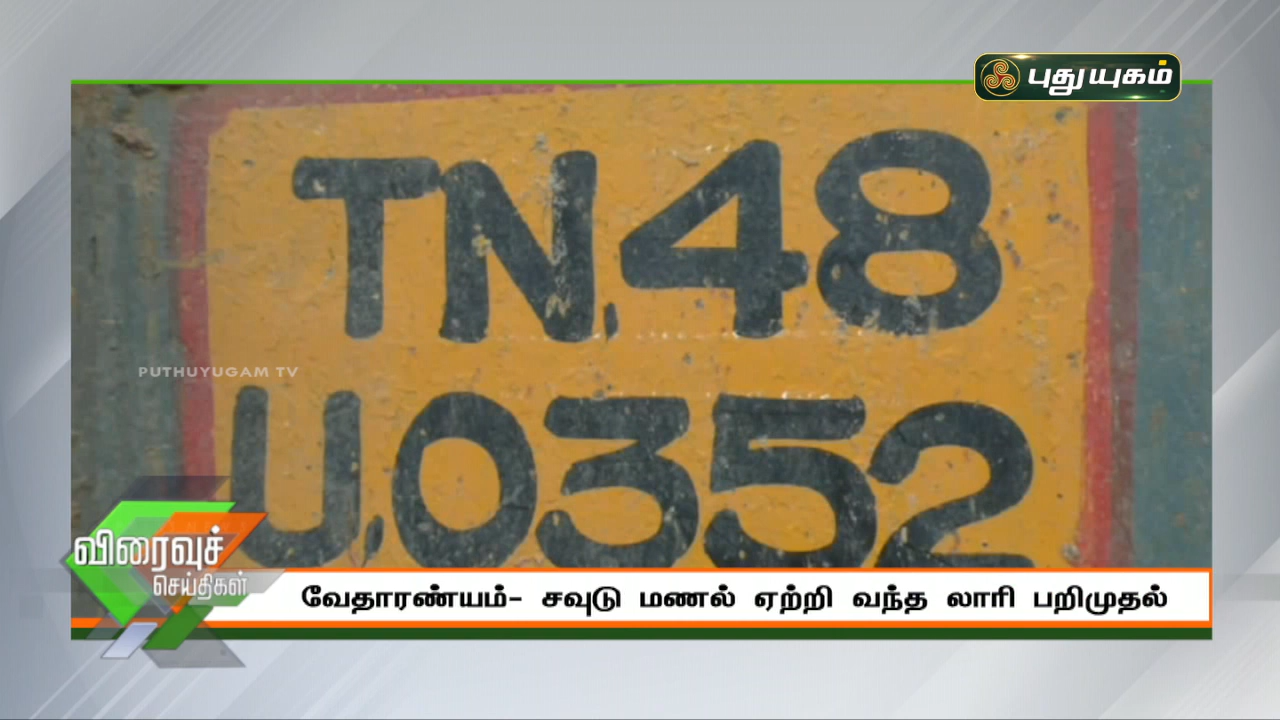 புதுயுகம்
TN.48
PUTHUYUGAM TV
U.0352
விரைவுச்
செய்திகள்
வேதாரண்யம்- சவுடு மணல் ஏற்றி வந்த லாரி பறிமுதல்